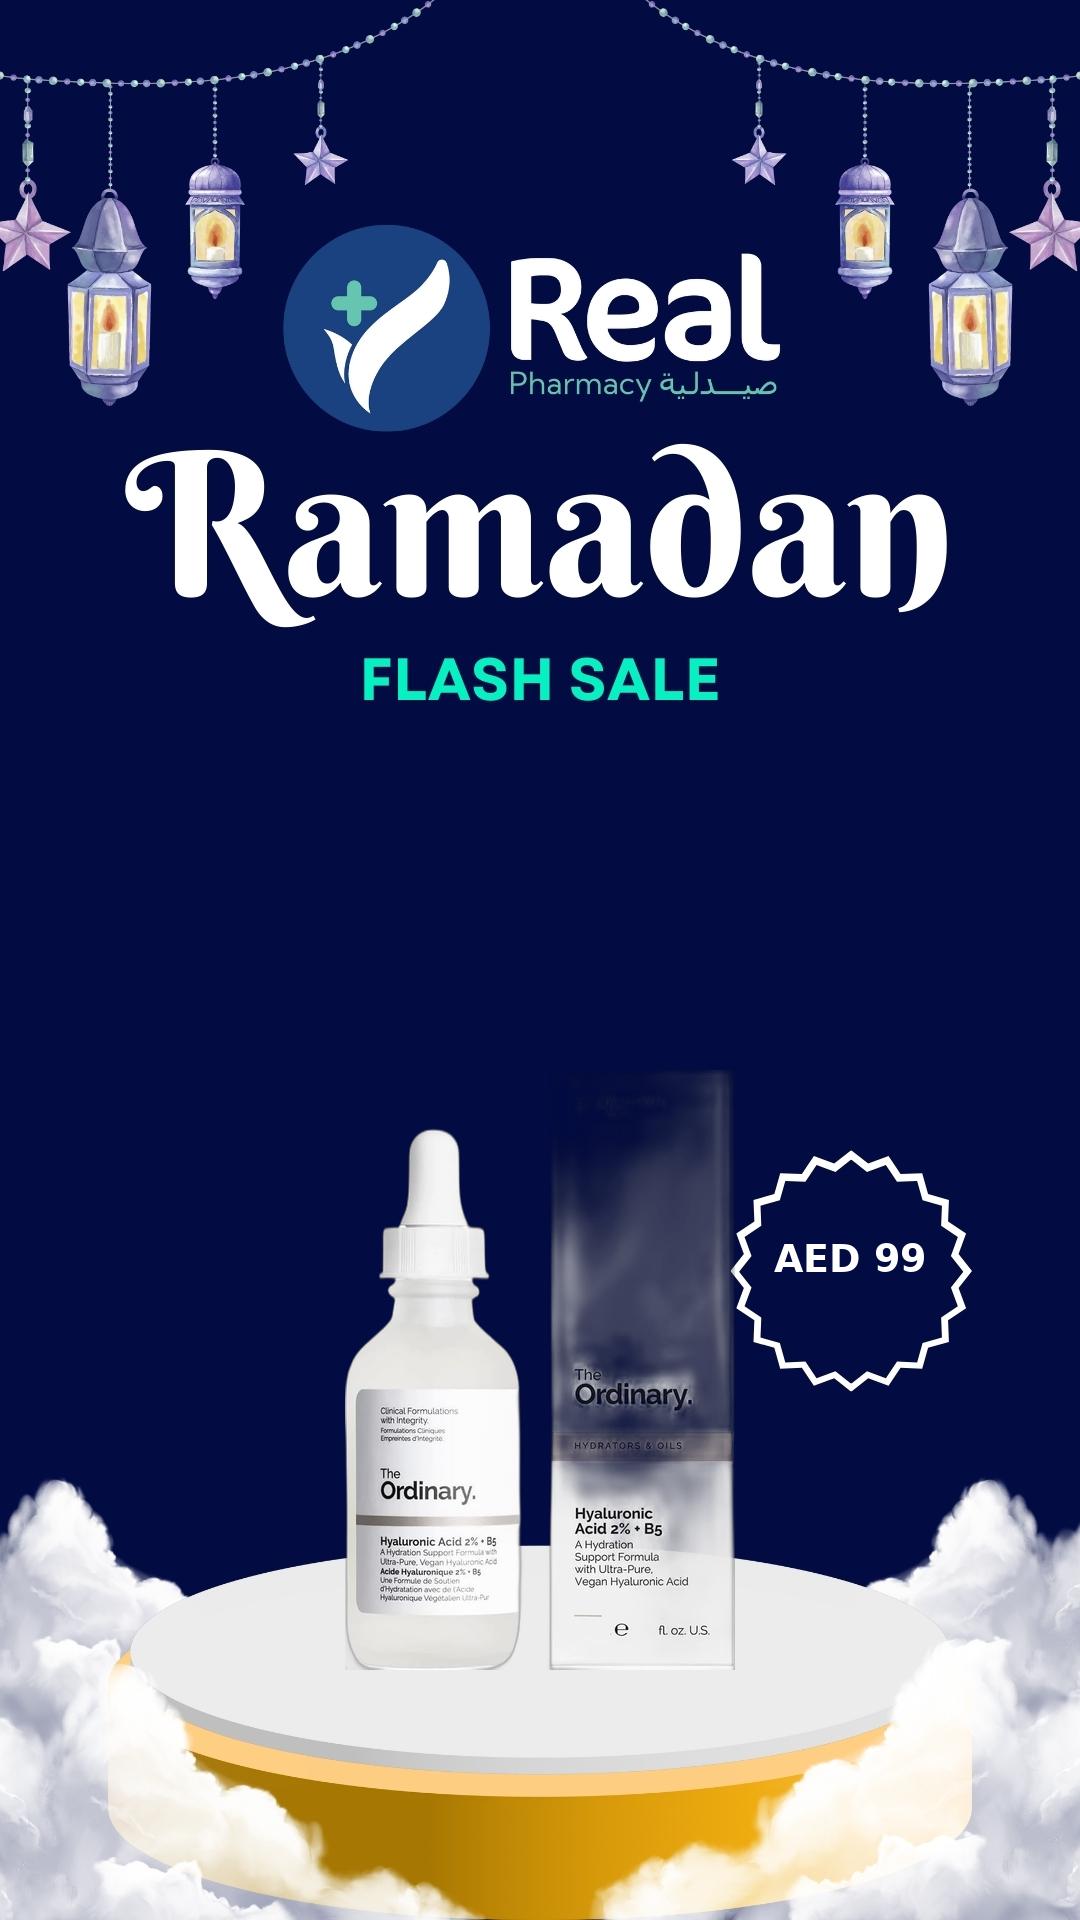 Real
Pharmacy صيدلية
Ramadan
FLASH SALE
AED 99
Clinical Formulations
with Integrity.
Formulations Cliniques
Empreintes d'Intégrité.
The
Ordinary.
Hyaluronic Acid 2% + B5
A Hydration Support Formula with
Ultra-Pure, Vegan Hyaluronic Acid
Acide Hyaluronique 2% + B5
Une Formule de Soutien
d'Hydratation avec de l'Acide
Hyaluronique Végétalien Ultra-Pur
The
Ordinary.
HYDRATORS & OILS
Hyaluronic
Acid 2% + B5
A Hydration
Support Formula
with Ultra-Pure,
Vegan Hyaluronic Acid
e fl. oz. U.S.